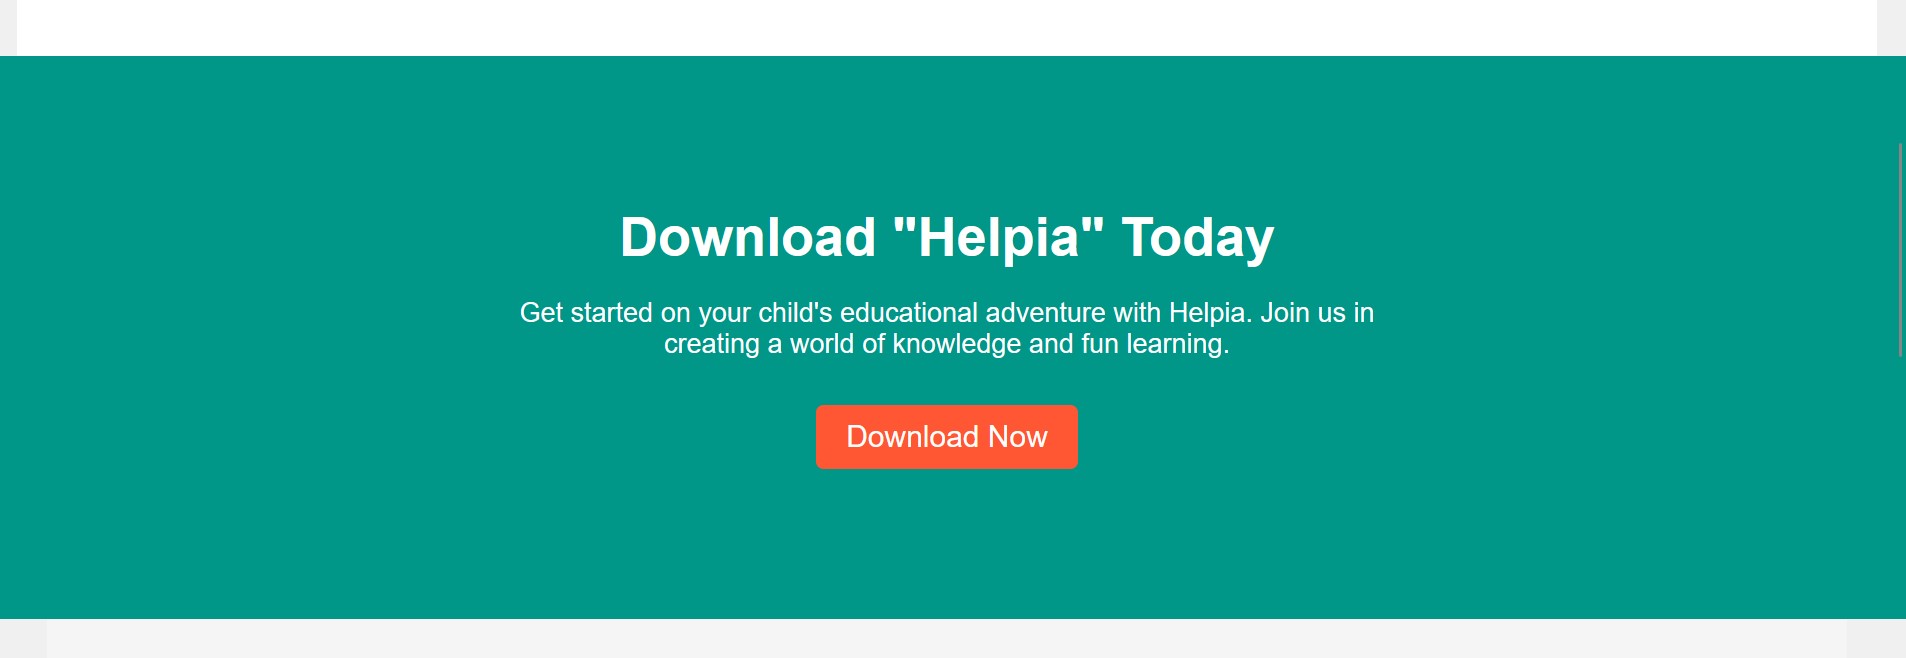 Download "Helpia" Today
Get started on your child's educational adventure with Helpia. Join us in
creating a world of knowledge and fun learning.
Download Now